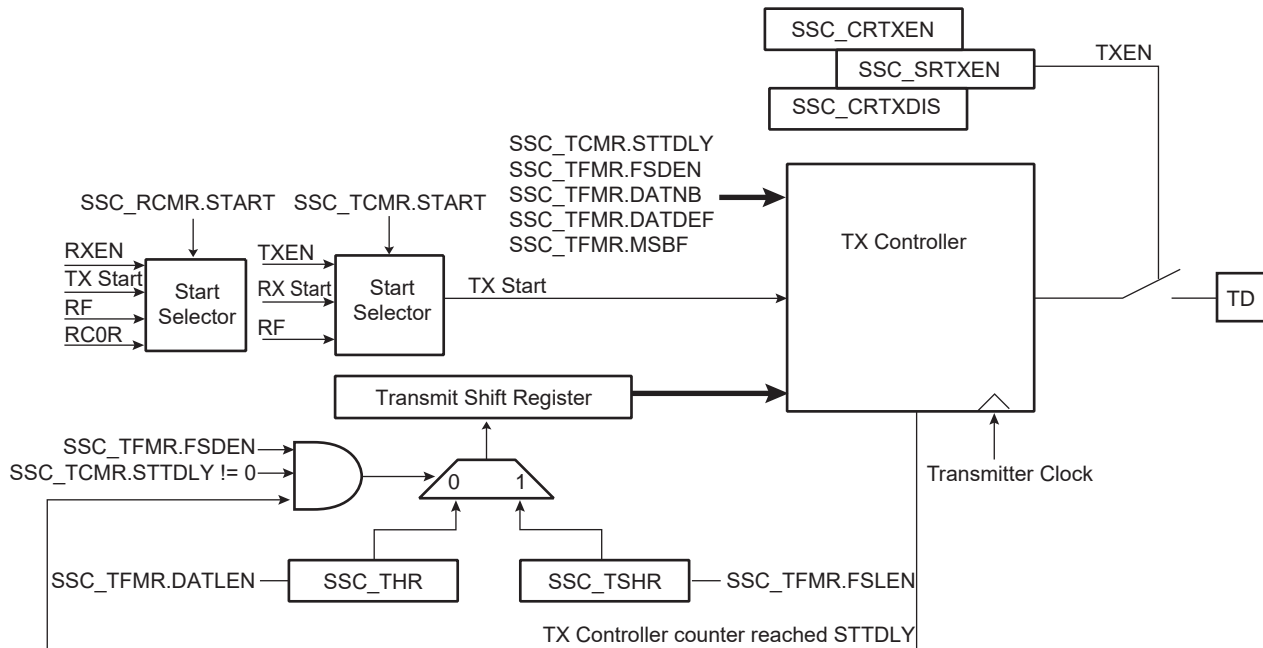 SSC_CRTXEN
SSC_SRTXEN
TXEN
SSC_CRTXDIS
SSC_TCMR.STTDLY
SSC_TFMR.FSDEN
SSC_TFMR.DATNB
SSC_TFMR.DATDEF
SSC_TFMR.MSBF
SSC_RCMR.START
SSC_TCMR.START
TX Controller
RXEN
TX Start
RF
RC0R
Start
Selector
TXEN
RX Start
RF
Start
Selector
TX Start
TD
Transmit Shift Register
SSC_TFMR.FSDEN
SSC_TCMR.STTDLY != 0
0
1
Transmitter Clock
SSC_TFMR.DATLEN
SSC_THR
SSC_TSHR
SSC_TFMR.FSLEN
TX Controller counter reached STTDLY